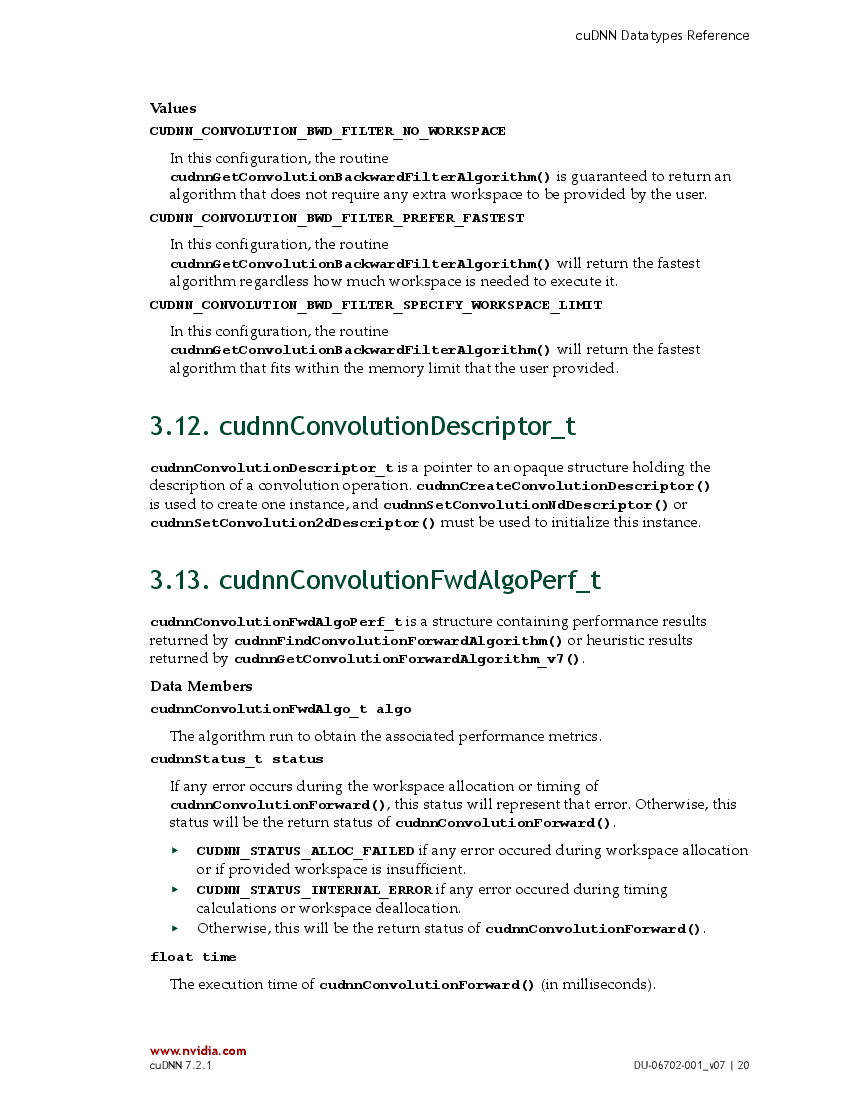 cuDNN Datatypes Reference
Values
CUDNN_CONVOLUTION_BWD_FILTER_NO_WORKSPACE
In this configuration, the routine
cudnnGetConvolutionBackwardFilterAlgorithm() is guaranteed to return an
algorithm that does not require any extra workspace to be provided by the user.
CUDNN_CONVOLUTION_BWD_FILTER_PREFER_FASTEST
In this configuration, the routine
cudnnGetConvolutionBackwardFilterAlgorithm() will return the fastest
algorithm regardless how much workspace is needed to execute it.
CUDNN_CONVOLUTION_BWD_FILTER_SPECIFY_WORKSPACE_LIMIT
In this configuration, the routine
cudnnGetConvolutionBackwardFilterAlgorithm() will return the fastest
algorithm that fits within the memory limit that the user provided.
3.12. cudnnConvolutionDescriptor_t
cudnnConvolutionDescriptor_t is a pointer to an opaque structure holding the
description of a convolution operation. cudnnCreateConvolutionDescriptor()
is used to create one instance, and cudnnSetConvolutionNdDescriptor() or
cudnnSetConvolution2dDescriptor() must be used to initialize this instance.
3.13. cudnnConvolutionFwdAlgoPerf_t
cudnnConvolutionFwdAlgoPerf_t is a structure containing performance results
returned by cudnnFindConvolutionForwardAlgorithm() or heuristic results
returned by cudnnGetConvolutionForwardAlgorithm_v7().
Data Members
cudnnConvolutionFwdAlgo_t algo
The algorithm run to obtain the associated performance metrics.
cudnnStatus_t status
If any error occurs during the workspace allocation or timing of
cudnnConvolutionForward(), this status will represent that error. Otherwise, this
status will be the return status of cudnnConvolutionForward().
▸ CUDNN_STATUS_ALLOC_FAILED if any error occured during workspace allocation
or if provided workspace is insufficient.
▸ CUDNN_STATUS_INTERNAL_ERROR if any error occured during timing
calculations or workspace deallocation.
▸ Otherwise, this will be the return status of cudnnConvolutionForward().
float time
The execution time of cudnnConvolutionForward() (in milliseconds).
www.nvidia.com
cuDNN 7.2.1
DU-06702-001_v07 | 20